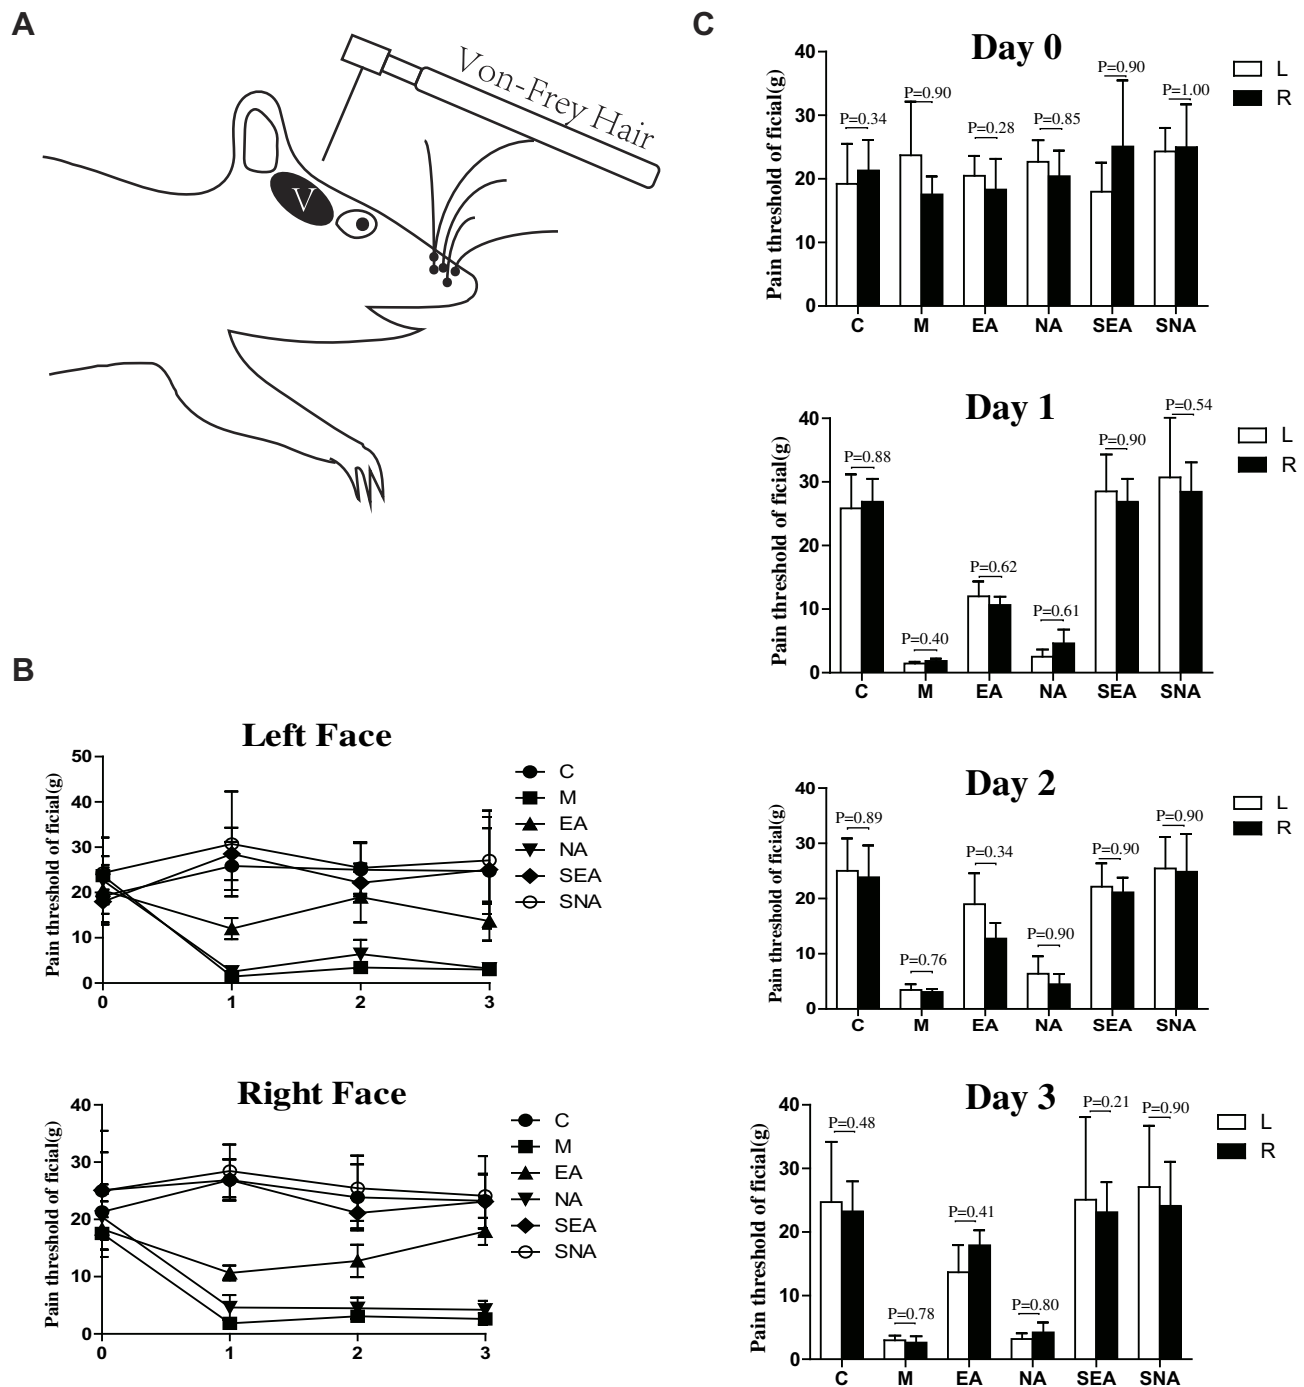 A
Von-Frey Hair
V
B
Left Face
Pain threshold of ficial(g)
50
40
30
20
10
0
0 1 2 3
C
M
EA
NA
SEA
SNA
Right Face
Pain threshold of ficial(g)
40
30
20
10
0
0 1 2 3
C
M
EA
NA
SEA
SNA
C
Day 0
Pain threshold of ficial(g)
40
30
20
10
0
P=0.34 P=0.90 P=0.28 P=0.85 P=0.90 P=1.00
C M EA NA SEA SNA
L
R
Day 1
Pain threshold of ficial(g)
40
30
20
10
0
P=0.88 P=0.40 P=0.62 P=0.61 P=0.90 P=0.54
C M EA NA SEA SNA
L
R
Day 2
Pain threshold of ficial(g)
40
30
20
10
0
P=0.89 P=0.76 P=0.34 P=0.90 P=0.90 P=0.90
C M EA NA SEA SNA
L
R
Day 3
Pain threshold of ficial(g)
40
30
20
10
0
P=0.48 P=0.78 P=0.41 P=0.80 P=0.21 P=0.90
C M EA NA SEA SNA
L
R